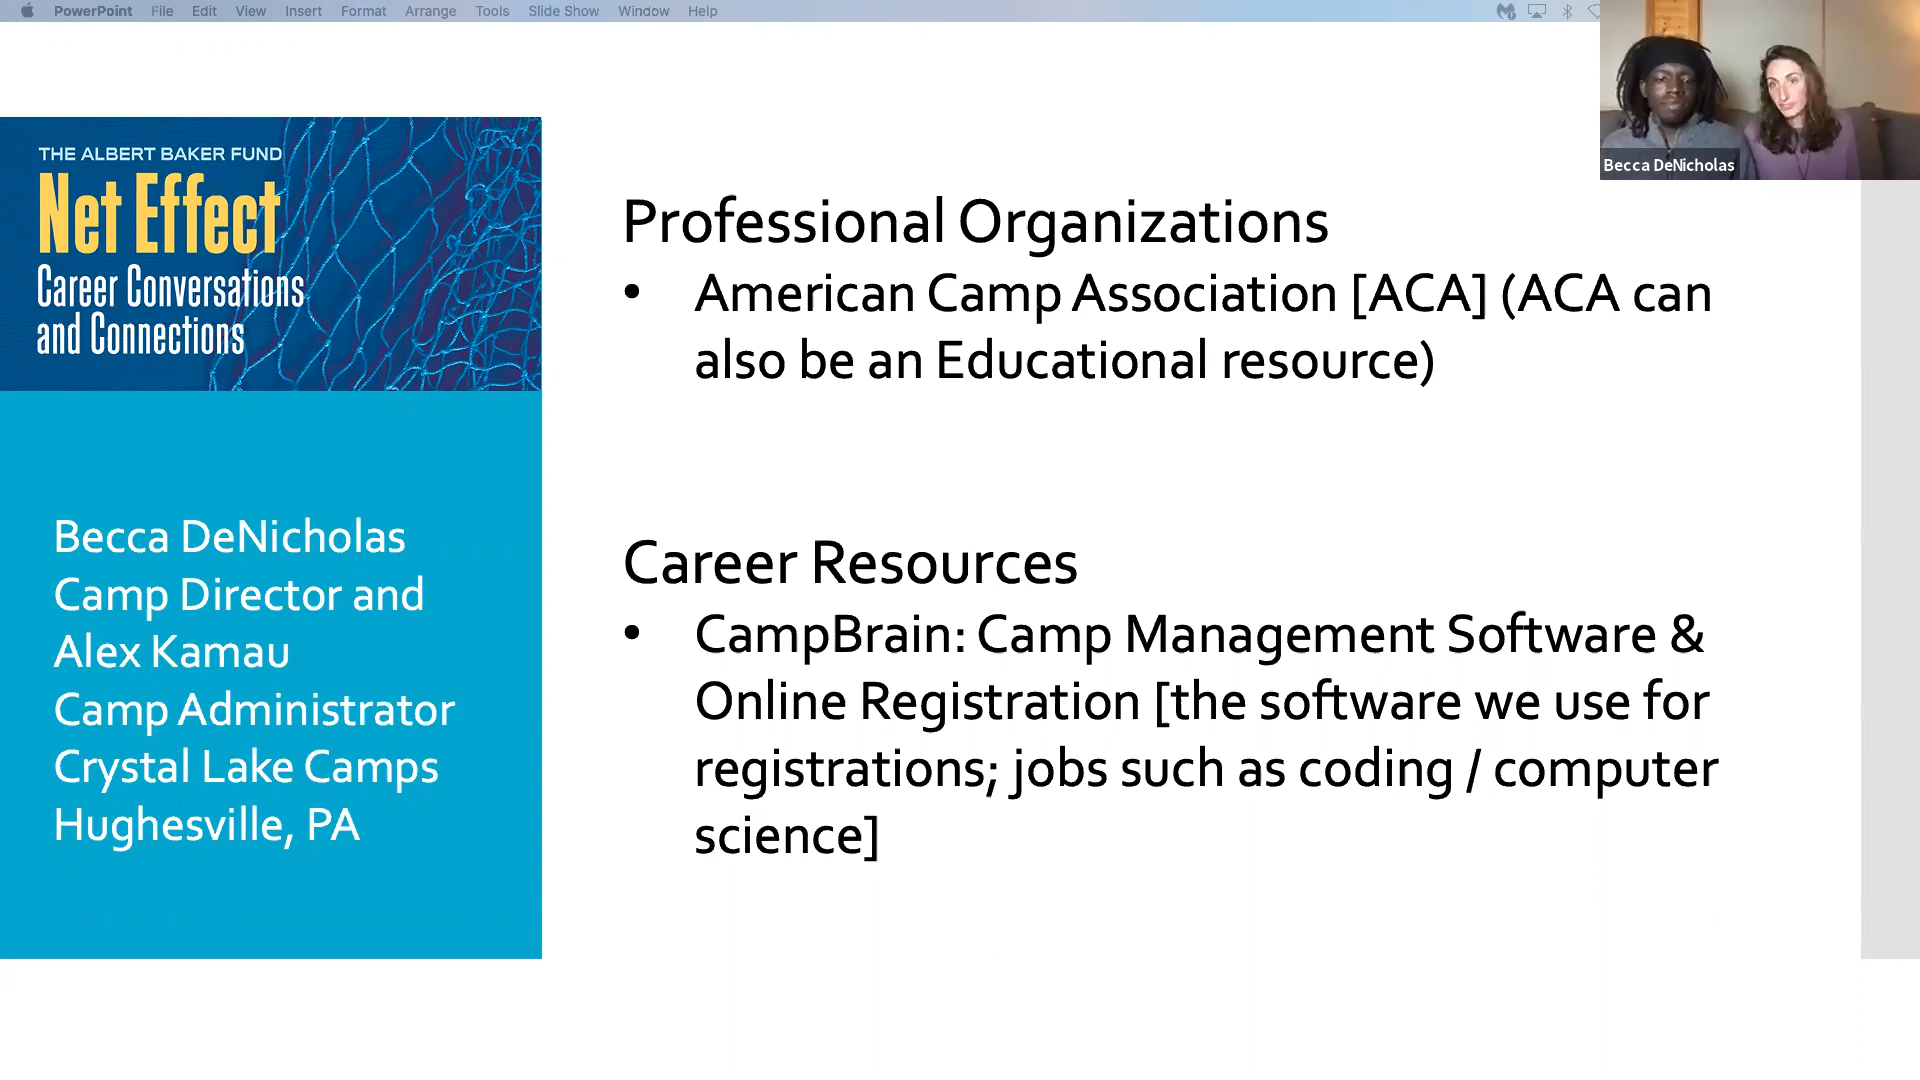 PowerPoint File Edit View Insert Format Arrange Tools Slide Show Window Help
Becca DeNicholas
THE ALBERT BAKER FUND
Net Effect
Career Conversations
and Connections
Becca DeNicholas
Camp Director and
Alex Kamau
Camp Administrator
Crystal Lake Camps
Hughesville, PA
Professional Organizations
• American Camp Association [ACA] (ACA can
also be an Educational resource)
Career Resources
• CampBrain: Camp Management Software &
Online Registration [the software we use for
registrations; jobs such as coding / computer
science]